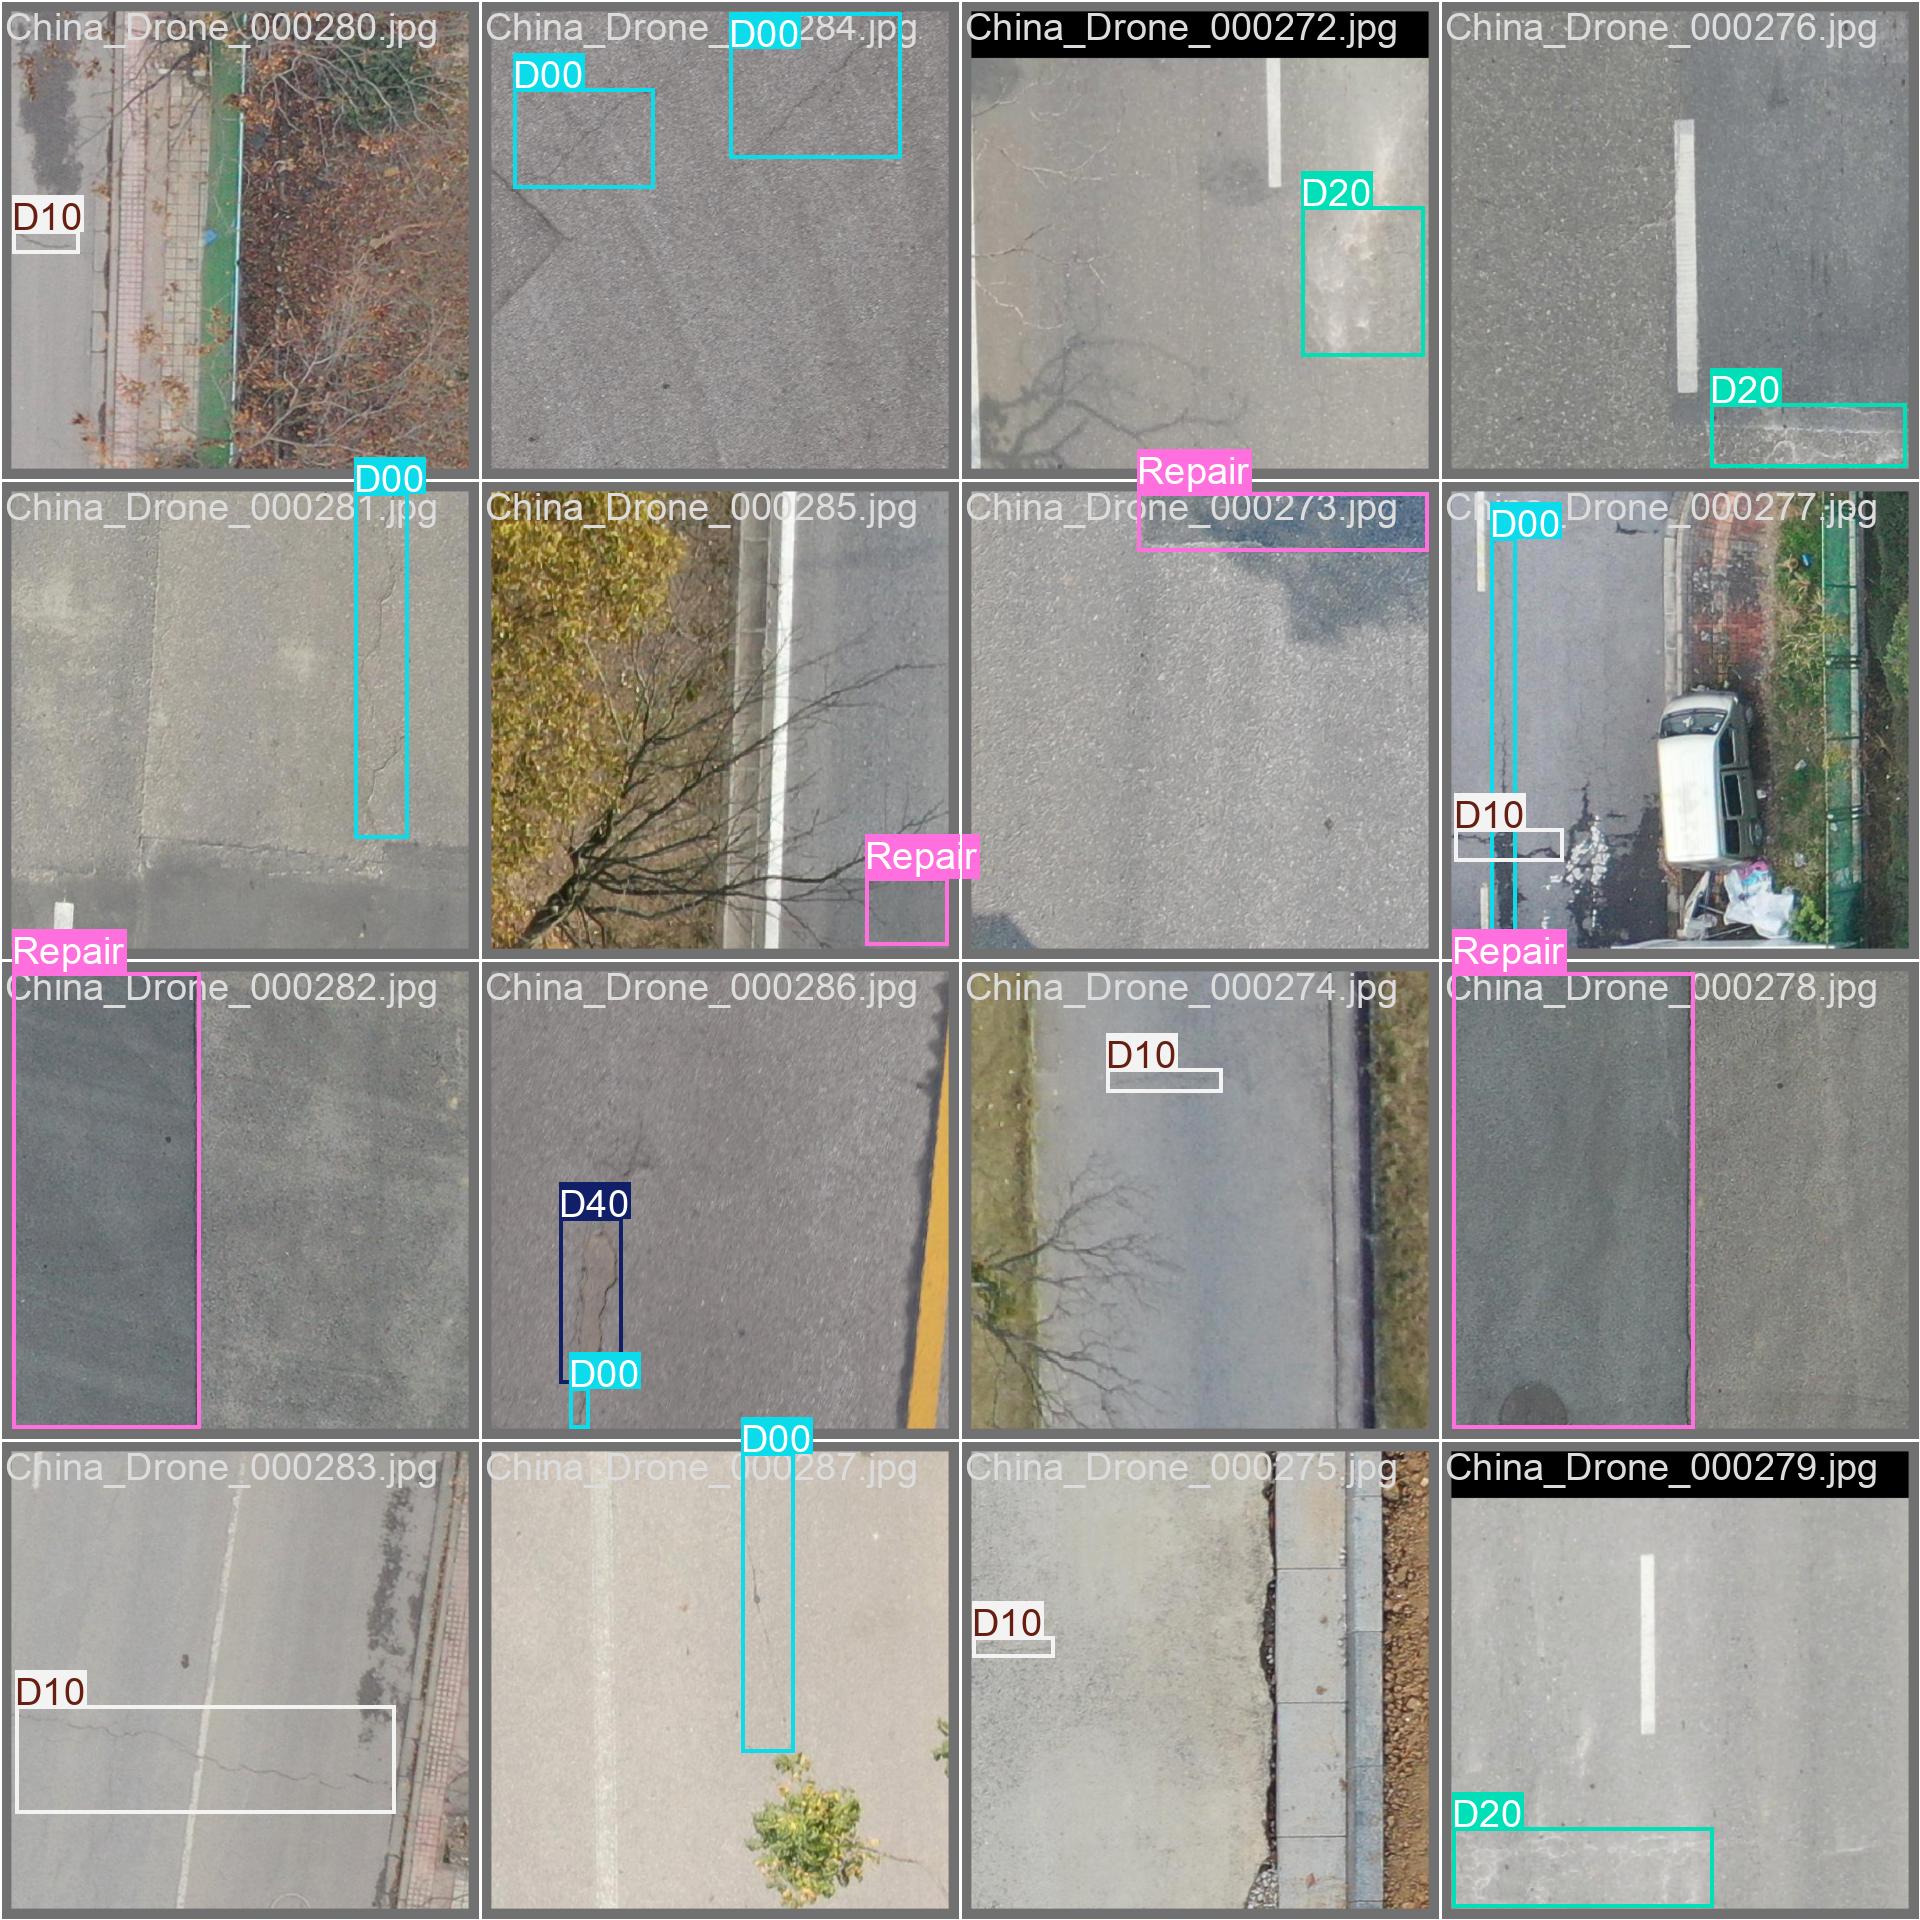 China_Drone_000280.jpg
D10
China_Drone_000284.jpg
D00
D00
China_Drone_000272.jpg
D20
China_Drone_000276.jpg
D20
China_Drone_000281.jpg
D00
China_Drone_000285.jpg
Repair
China_Drone_000273.jpg
Repair
China_Drone_000277.jpg
D00
D10
China_Drone_000282.jpg
Repair
China_Drone_000286.jpg
D40
D00
China_Drone_000274.jpg
D10
China_Drone_000278.jpg
Repair
China_Drone_000283.jpg
D10
China_Drone_000287.jpg
D00
China_Drone_000275.jpg
D10
China_Drone_000279.jpg
D20